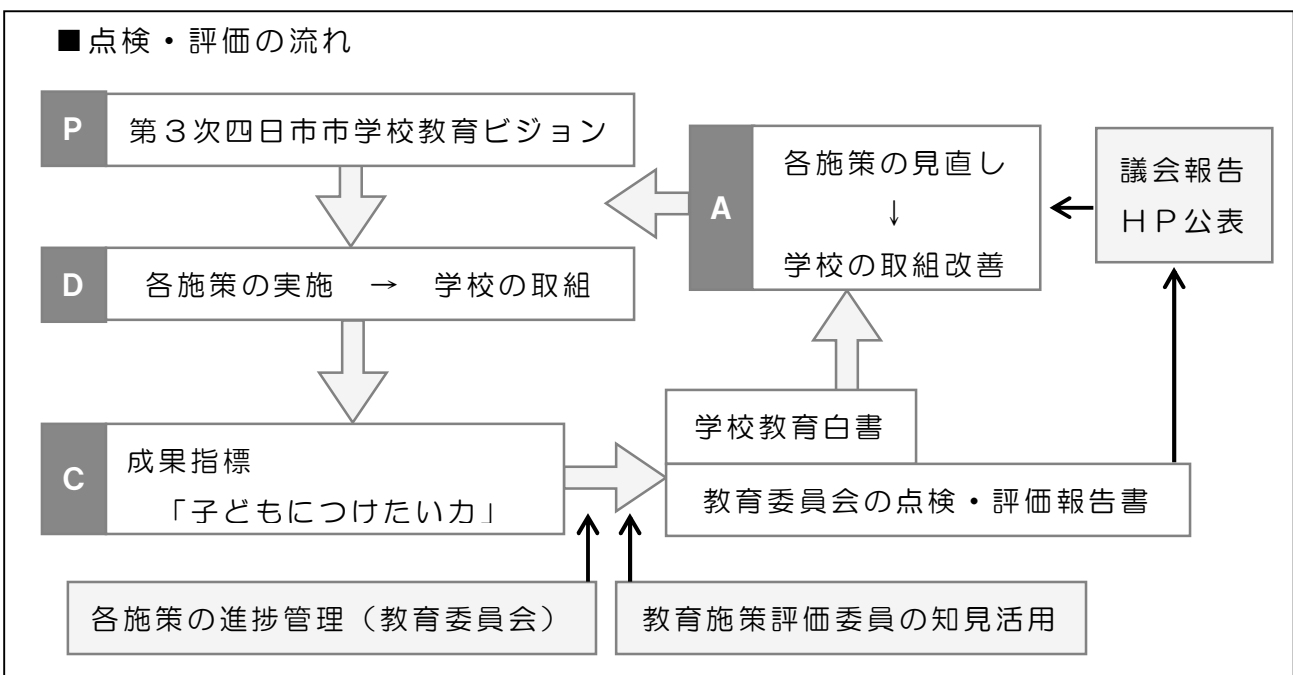 ■点検・評価の流れ
P 第３次四日市市学校教育ビジョン
D 各施策の実施　→　学校の取組
C 成果指標
「子どもにつけたい力」
各施策の進捗管理（教育委員会）
教育施策評価委員の知見活用
学校教育白書
教育委員会の点検・評価報告書
A 各施策の見直し
↓
学校の取組改善
議会報告
ＨＰ公表